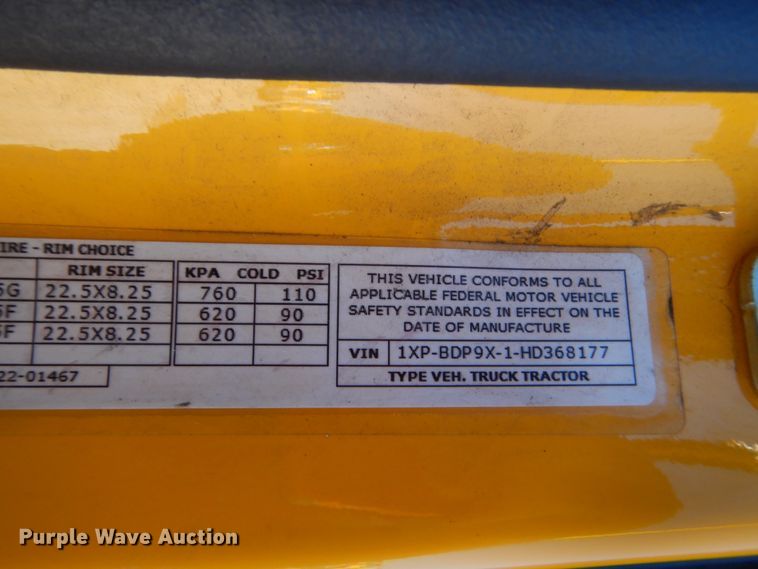 IRE - RIM CHOICE
RIM SIZE
KPA COLD PSI
5G 22.5X8.25 760 110
5F 22.5X8.25 620 90
5F 22.5X8.25 620 90
22-01467
THIS VEHICLE CONFORMS TO ALL
APPLICABLE FEDERAL MOTOR VEHICLE
SAFETY STANDARDS IN EFFECT ON THE
DATE OF MANUFACTURE
VIN 1XP-BDP9X-1-HD368177
TYPE VEH. TRUCK TRACTOR
Purple Wave Auction